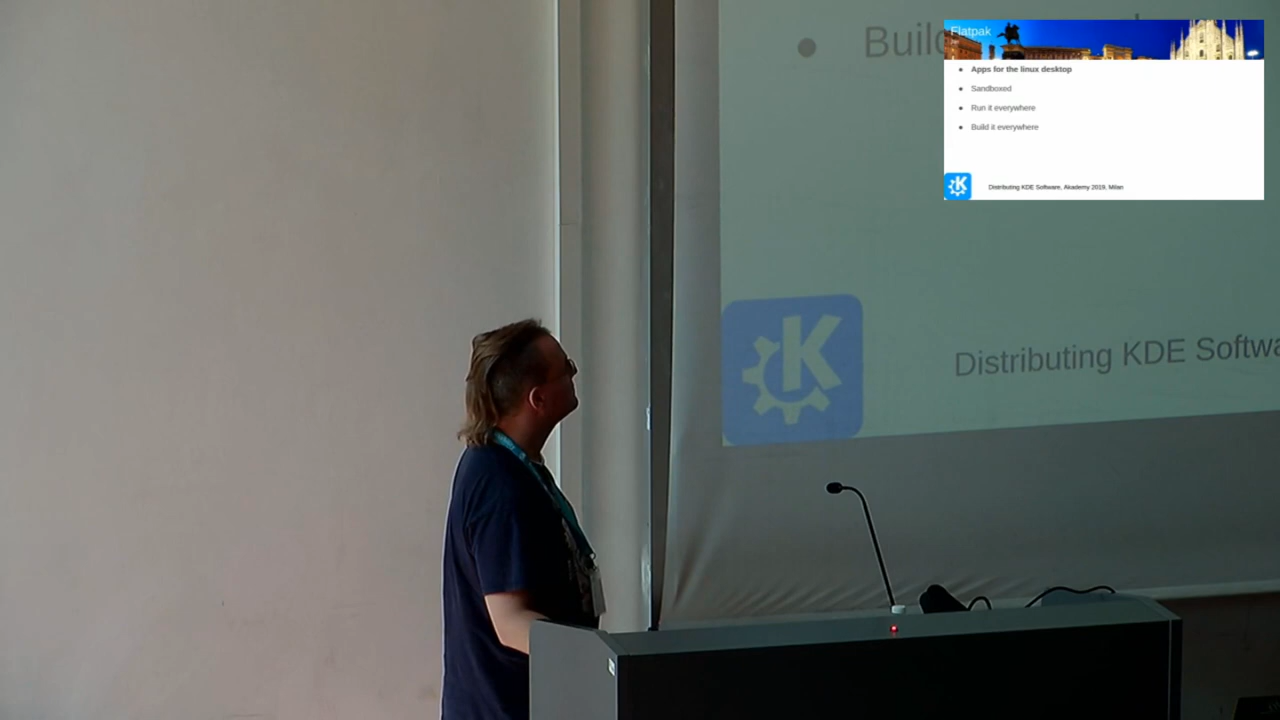 Flatpak
● Apps for the linux desktop
● Sandboxed
● Run it everywhere
● Build it everywhere
K
Distributing KDE Software, Akademy 2019, Milan
●
K
Distributing KDE Softwa